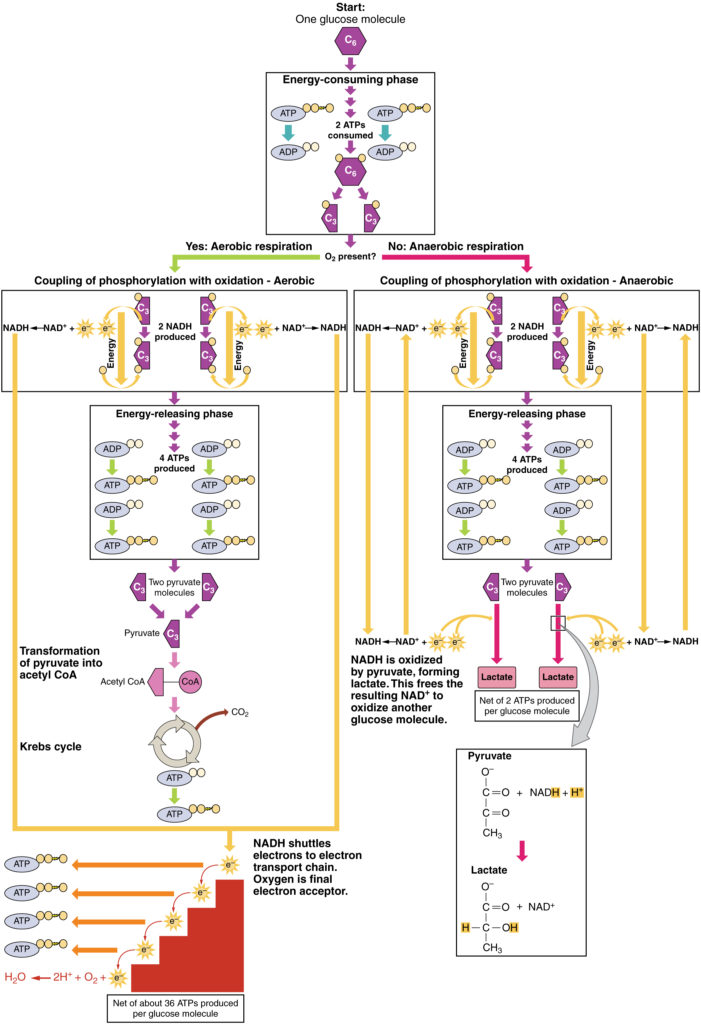 Start:
One glucose molecule
C6
Energy-consuming phase
ATP
ATP
2 ATPs
consumed
ADP
ADP
C6
C3
C3
O2 present?
Yes: Aerobic respiration
No: Anaerobic respiration
Coupling of phosphorylation with oxidation - Aerobic
C3
C3
NADH
NAD+ + e− e−
2 NADH
produced
e− e− + NAD+
NADH
Energy
Energy
C3
C3
Energy-releasing phase
ADP
ADP
4 ATPs
produced
ATP
ATP
ADP
ADP
ATP
ATP
C3
Two pyruvate
molecules
C3
Pyruvate
C3
Transformation
of pyruvate into
acetyl CoA
Acetyl CoA
CoA
CO2
Krebs cycle
ATP
ATP
NADH shuttles
electrons to electron
transport chain.
Oxygen is final
electron acceptor.
ATP
e−
ATP
e−
ATP
e−
ATP
e−
H2O
2H+ + O2 + e−
Net of about 36 ATPs produced
per glucose molecule
Coupling of phosphorylation with oxidation - Anaerobic
C3
C3
NADH
NAD+ + e− e−
2 NADH
produced
e− e− + NAD+
NADH
Energy
Energy
C3
C3
Energy-releasing phase
ADP
ADP
4 ATPs
produced
ATP
ATP
ADP
ADP
ATP
ATP
C3
Two pyruvate
molecules
C3
NADH
NAD+ + e− e−
e− e− + NAD+
NADH
NADH is oxidized
by pyruvate, forming
lactate. This frees the
resulting NAD+ to
oxidize another
glucose molecule.
Lactate
Lactate
Net of 2 ATPs produced
per glucose molecule
Pyruvate
O−
C=O + NADH + H+
C=O
CH3
Lactate
O−
C=O + NAD+
H−C−OH
CH3